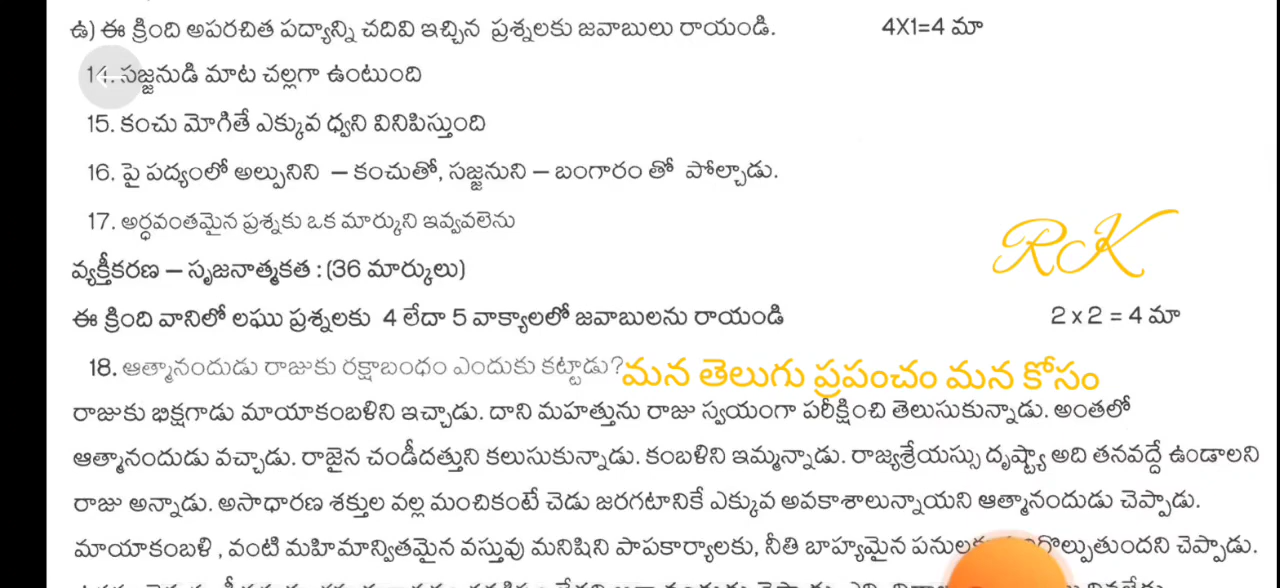 ఉ) ఈ క్రింది అపరచిత పద్యాన్ని చదివి ఇచ్చిన ప్రశ్నలకు జవాబులు రాయండి. 4X1=4 మా
14. సజ్జనుడి మాట చల్లగా ఉంటుంది
15. కంచు మోగితే ఎక్కువ ధ్వని వినిపిస్తుంది
16. పై పద్యంలో అల్పునిని – కంచుతో, సజ్జనుని – బంగారం తో పోల్చాడు.
17. అర్ధవంతమైన ప్రశ్నకు ఒక మార్కుని ఇవ్వవలెను
RK
వ్యక్తీకరణ – సృజనాత్మకత : (36 మార్కులు)
ఈ క్రింది వానిలో లఘు ప్రశ్నలకు 4 లేదా 5 వాక్యాలలో జవాబులను రాయండి 2 x 2 = 4 మా
18. ఆత్మానందుడు రాజుకు రక్షాబంధం ఎందుకు కట్టాడు? మన తెలుగు ప్రపంచం మన కోసం
రాజుకు భిక్షగాడు మాయాకంబళిని ఇచ్చాడు. దాని మహత్తును రాజు స్వయంగా పరీక్షించి తెలుసుకున్నాడు. అంతలో
ఆత్మానందుడు వచ్చాడు. రాజైన చండీదత్తుని కలుసుకున్నాడు. కంబళిని ఇమ్మన్నాడు. రాజ్యశ్రేయస్సు దృష్ట్యా అది తనవద్దే ఉండాలని
రాజు అన్నాడు. అసాధారణ శక్తుల వల్ల మంచికంటే చెడు జరగటానికే ఎక్కువ అవకాశాలున్నాయని ఆత్మానందుడు చెప్పాడు.
మాయాకంబళి , వంటి మహిమాన్వితమైన వస్తువు మనిషిని పాపకార్యాలకు, నీతి బాహ్యమైన చెప్పాడు.